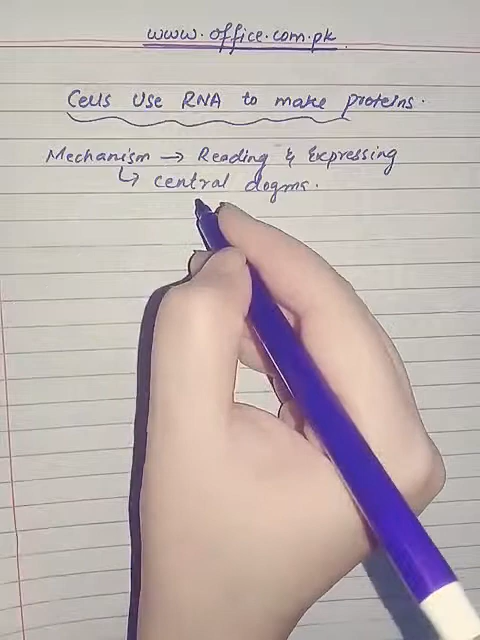 www.office.com.pk
Cells Use RNA to make proteins.
Mechanism → Reading & Expressing
↳ central dogma.